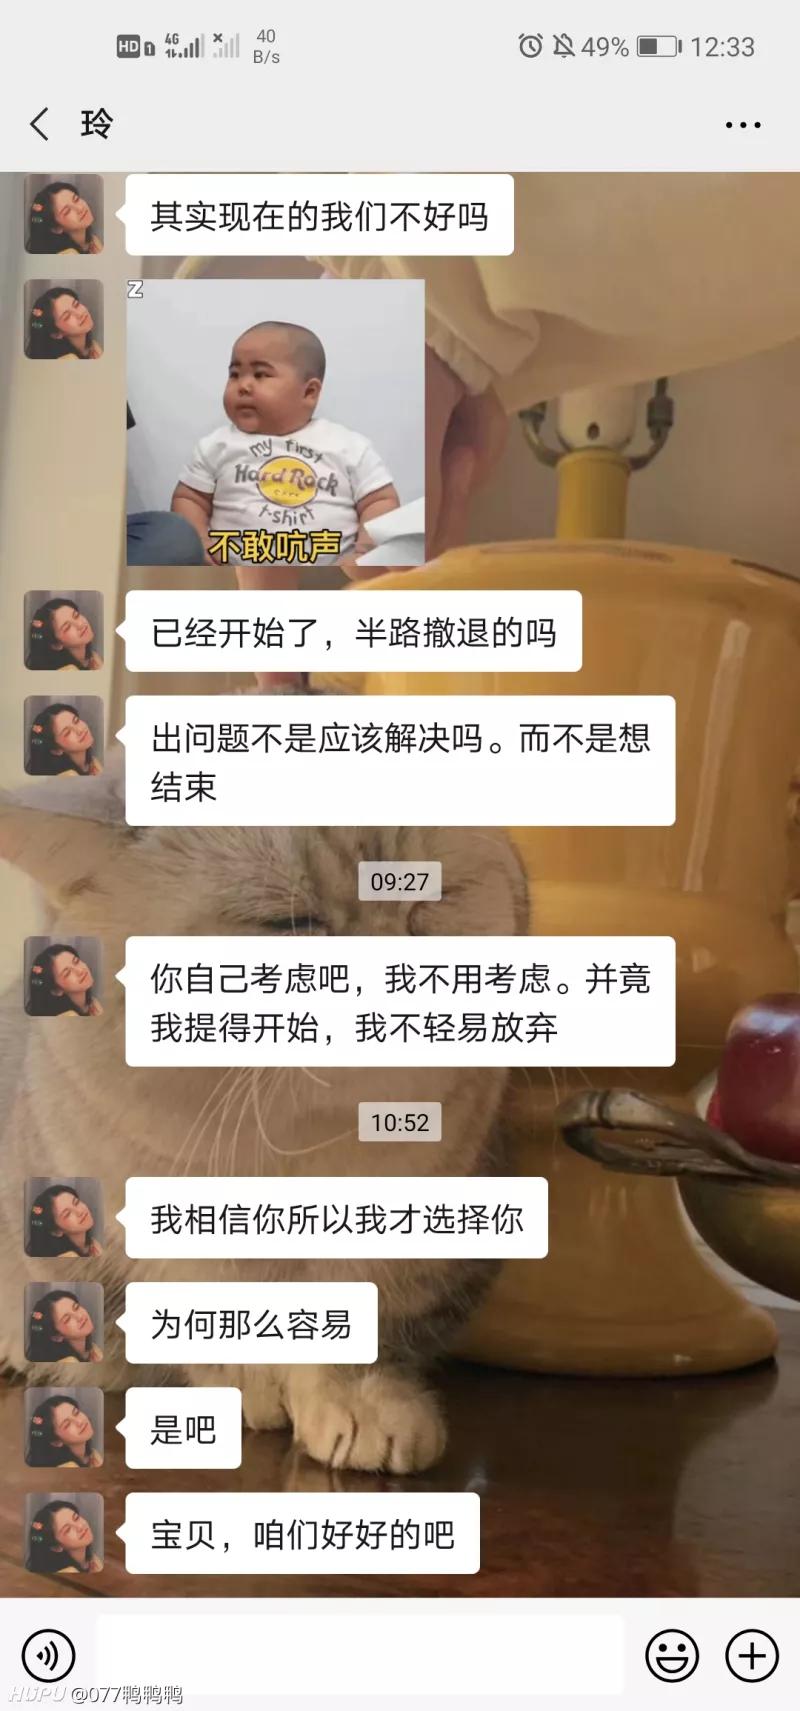 HD 1 4G 40 49% 12:33
B/s
玲
其实现在的我们不好吗
Z
my first
Hard Rock
CAFE
t-shirt
不敢吭声
已经开始了，半路撤退的吗
出问题不是应该解决吗。而不是想
结束
09:27
你自己考虑吧，我不用考虑。并竟
我提得开始，我不轻易放弃
10:52
我相信你所以我才选择你
为何那么容易
是吧
宝贝，咱们好好的吧
HUPU @077鸭鸭鸭